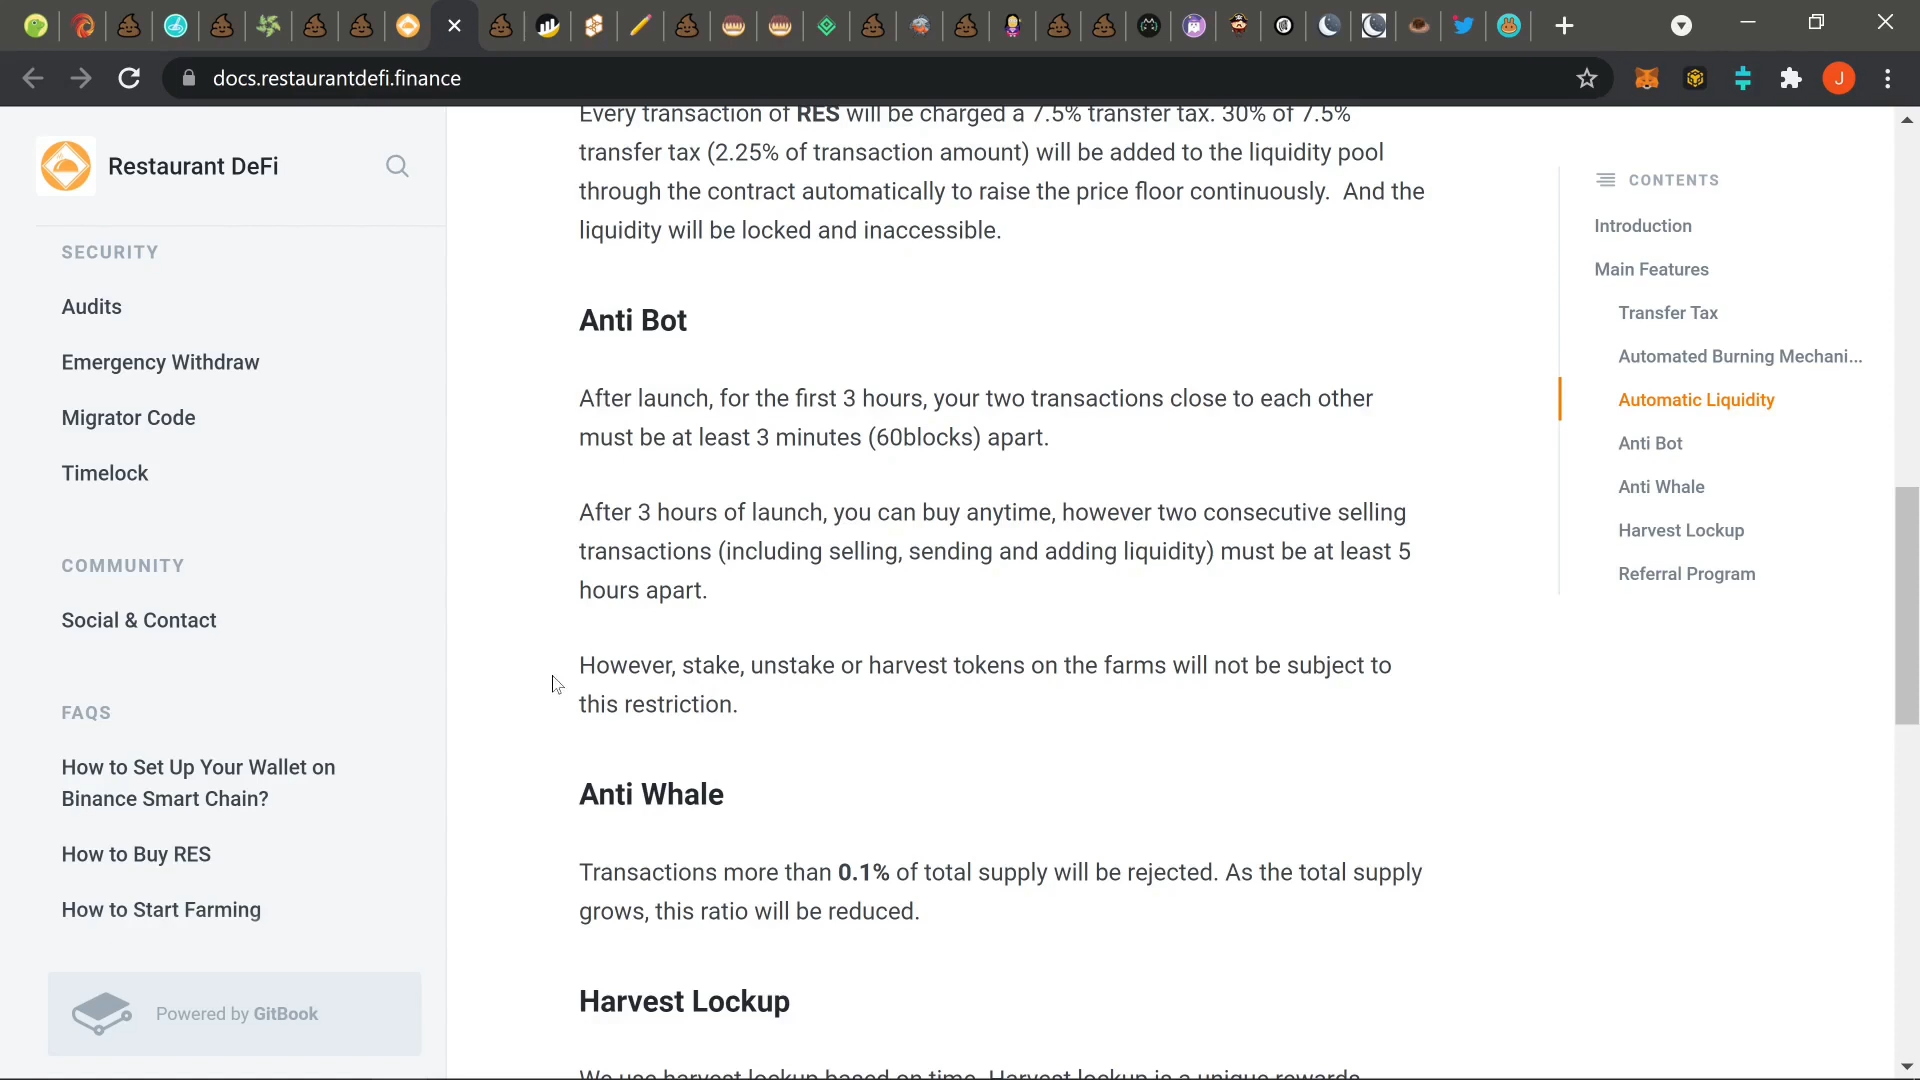 docs.restaurantdefi.finance
J
Restaurant DeFi
SECURITY
Audits
Emergency Withdraw
Migrator Code
Timelock
COMMUNITY
Social & Contact
FAQS
How to Set Up Your Wallet on
Binance Smart Chain?
How to Buy RES
How to Start Farming
Powered by GitBook
Every transaction of RES will be charged a 7.5% transfer tax. 30% of 7.5%
transfer tax (2.25% of transaction amount) will be added to the liquidity pool
through the contract automatically to raise the price floor continuously.  And the
liquidity will be locked and inaccessible.
Anti Bot
After launch, for the first 3 hours, your two transactions close to each other
must be at least 3 minutes (60blocks) apart.
After 3 hours of launch, you can buy anytime, however two consecutive selling
transactions (including selling, sending and adding liquidity) must be at least 5
hours apart.
However, stake, unstake or harvest tokens on the farms will not be subject to
this restriction.
Anti Whale
Transactions more than 0.1% of total supply will be rejected. As the total supply
grows, this ratio will be reduced.
Harvest Lockup
We use harvest lockup based on time. Harvest lockup is a unique rewards
CONTENTS
Introduction
Main Features
Transfer Tax
Automated Burning Mechani...
Automatic Liquidity
Anti Bot
Anti Whale
Harvest Lockup
Referral Program